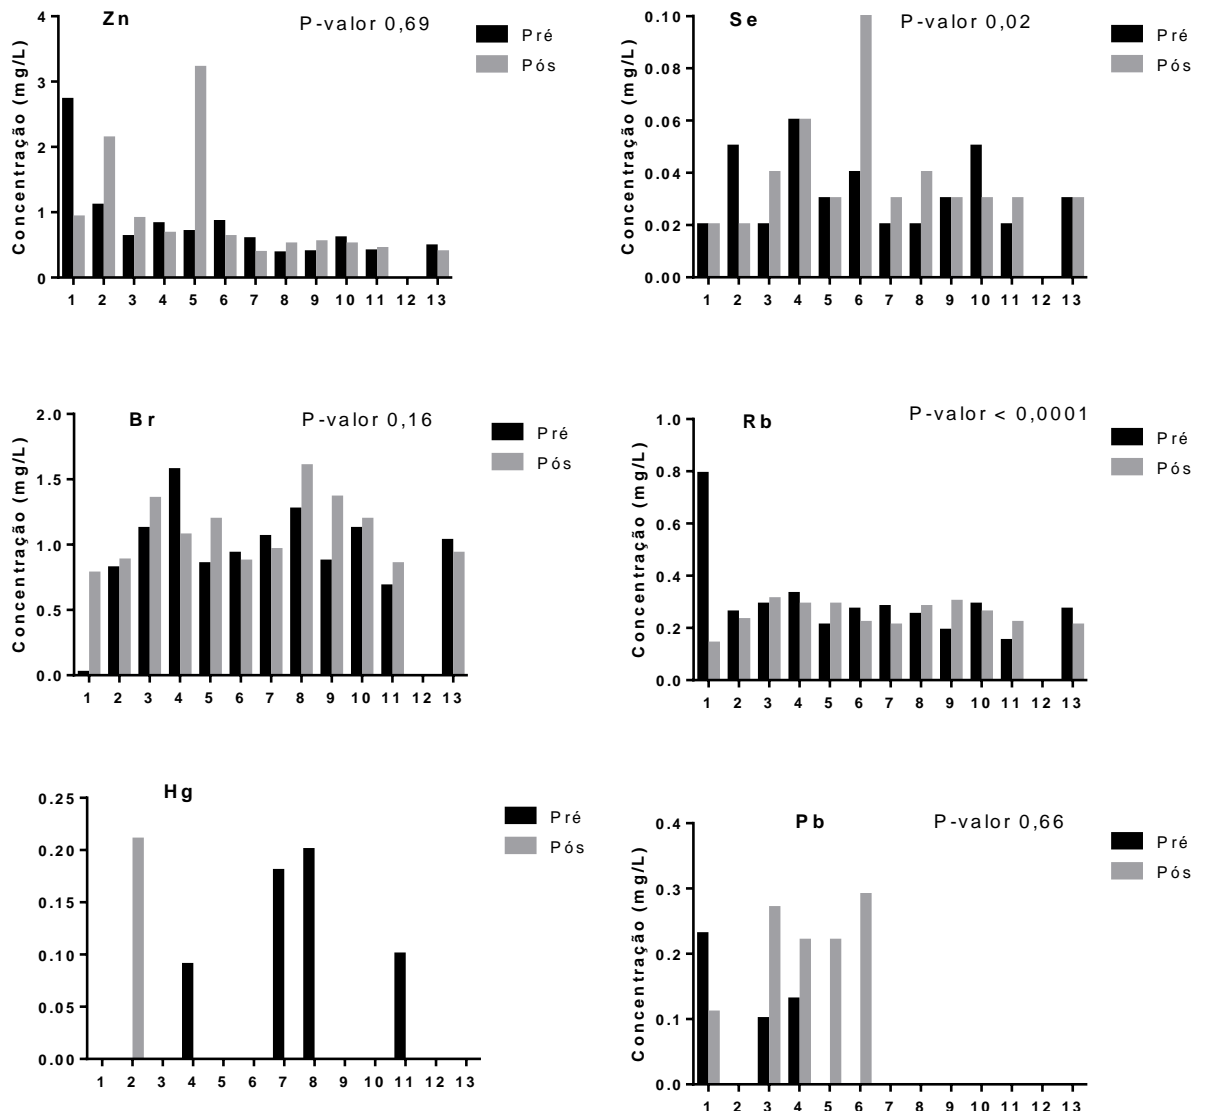 Zn
P-valor 0,69
Pré
Pós
Concentração (mg/L)
4
3
2
1
0
1 2 3 4 5 6 7 8 9 10 11 12 13
Se
P-valor 0,02
Pré
Pós
Concentração (mg/L)
0.10
0.08
0.06
0.04
0.02
0.00
1 2 3 4 5 6 7 8 9 10 11 12 13
Br
P-valor 0,16
Pré
Pós
Concentração (mg/L)
2.0
1.5
1.0
0.5
0.0
1 2 3 4 5 6 7 8 9 10 11 12 13
Rb
P-valor < 0,0001
Pré
Pós
Concentração (mg/L)
1.0
0.8
0.6
0.4
0.2
0.0
1 2 3 4 5 6 7 8 9 10 11 12 13
Hg
Pré
Pós
0.25
0.20
0.15
0.10
0.05
0.00
1 2 3 4 5 6 7 8 9 10 11 12 13
Pb
P-valor 0,66
Pré
Pós
Concentração (mg/L)
0.4
0.3
0.2
0.1
0.0
1 2 3 4 5 6 7 8 9 10 11 12 13